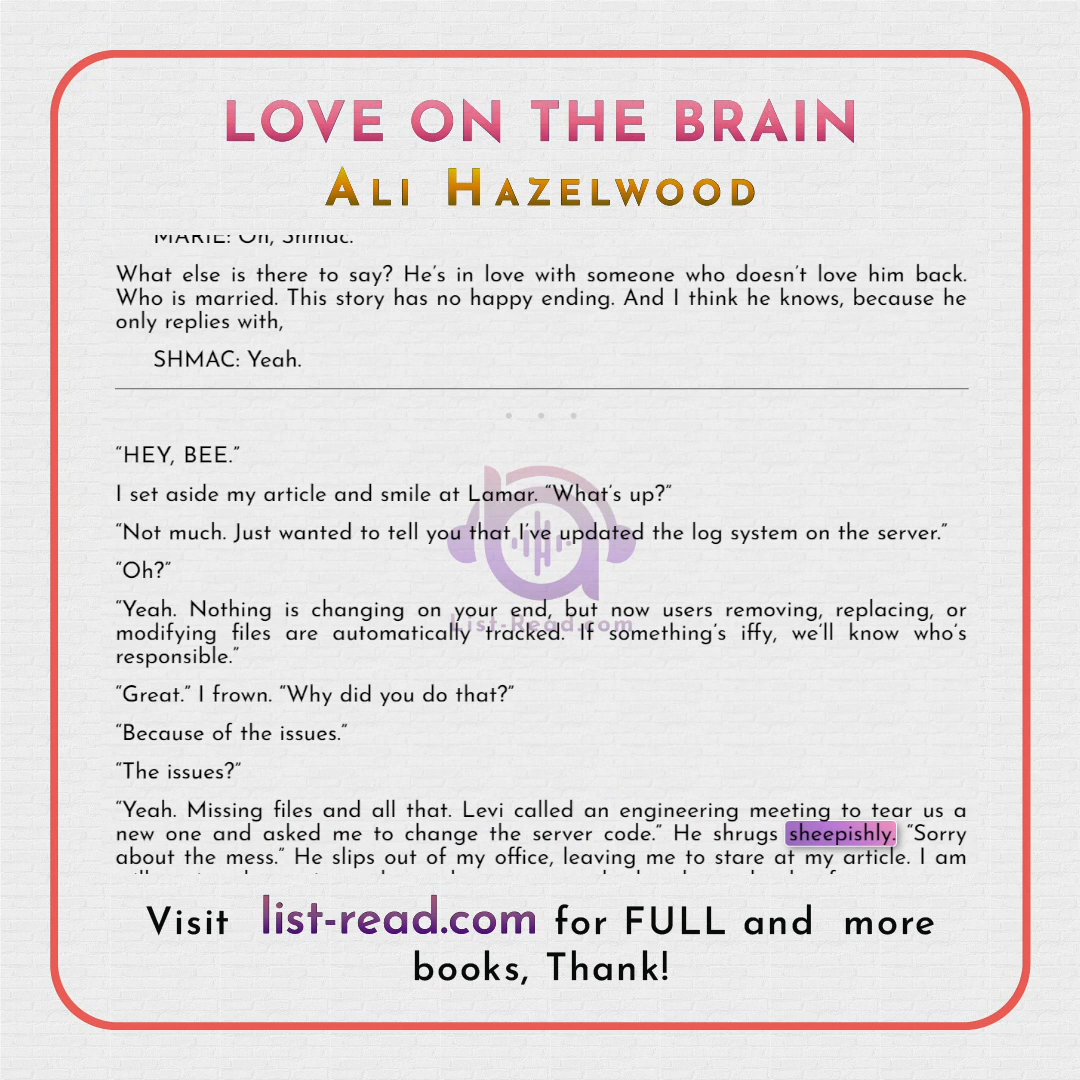 LOVE ON THE BRAIN
ALI HAZELWOOD
MARIE: Oh, Shmac.
What else is there to say? He’s in love with someone who doesn’t love him back.
Who is married. This story has no happy ending. And I think he knows, because he
only replies with,
SHMAC: Yeah.
• • •
“HEY, BEE.”
I set aside my article and smile at Lamar. “What’s up?”
“Not much. Just wanted to tell you that I’ve updated the log system on the server.”
“Oh?”
“Yeah. Nothing is changing on your end, but now users removing, replacing, or
List-Read.com
modifying files are automatically tracked. If something’s iffy, we’ll know who’s
responsible.”
“Great.” I frown. “Why did you do that?”
“Because of the issues.”
“The issues?”
“Yeah. Missing files and all that. Levi called an engineering meeting to tear us a
new one and asked me to change the server code.” He shrugs sheepishly. “Sorry
about the mess.” He slips out of my office, leaving me to stare at my article. I am
Visit list-read.com for FULL and more
books, Thank!